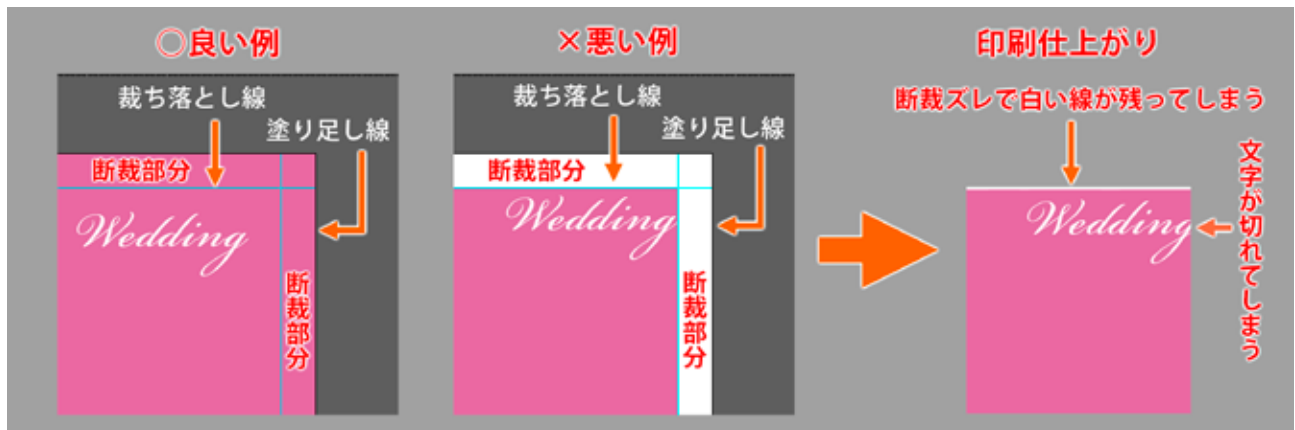 ◎良い例
裁ち落とし線
塗り足し線
断裁部分
Wedding
断裁部分
×悪い例
裁ち落とし線
塗り足し線
断裁部分
Wedding
断裁部分
印刷仕上がり
断裁ズレで白い線が残ってしまう
Wedding
文字が切れてしまう